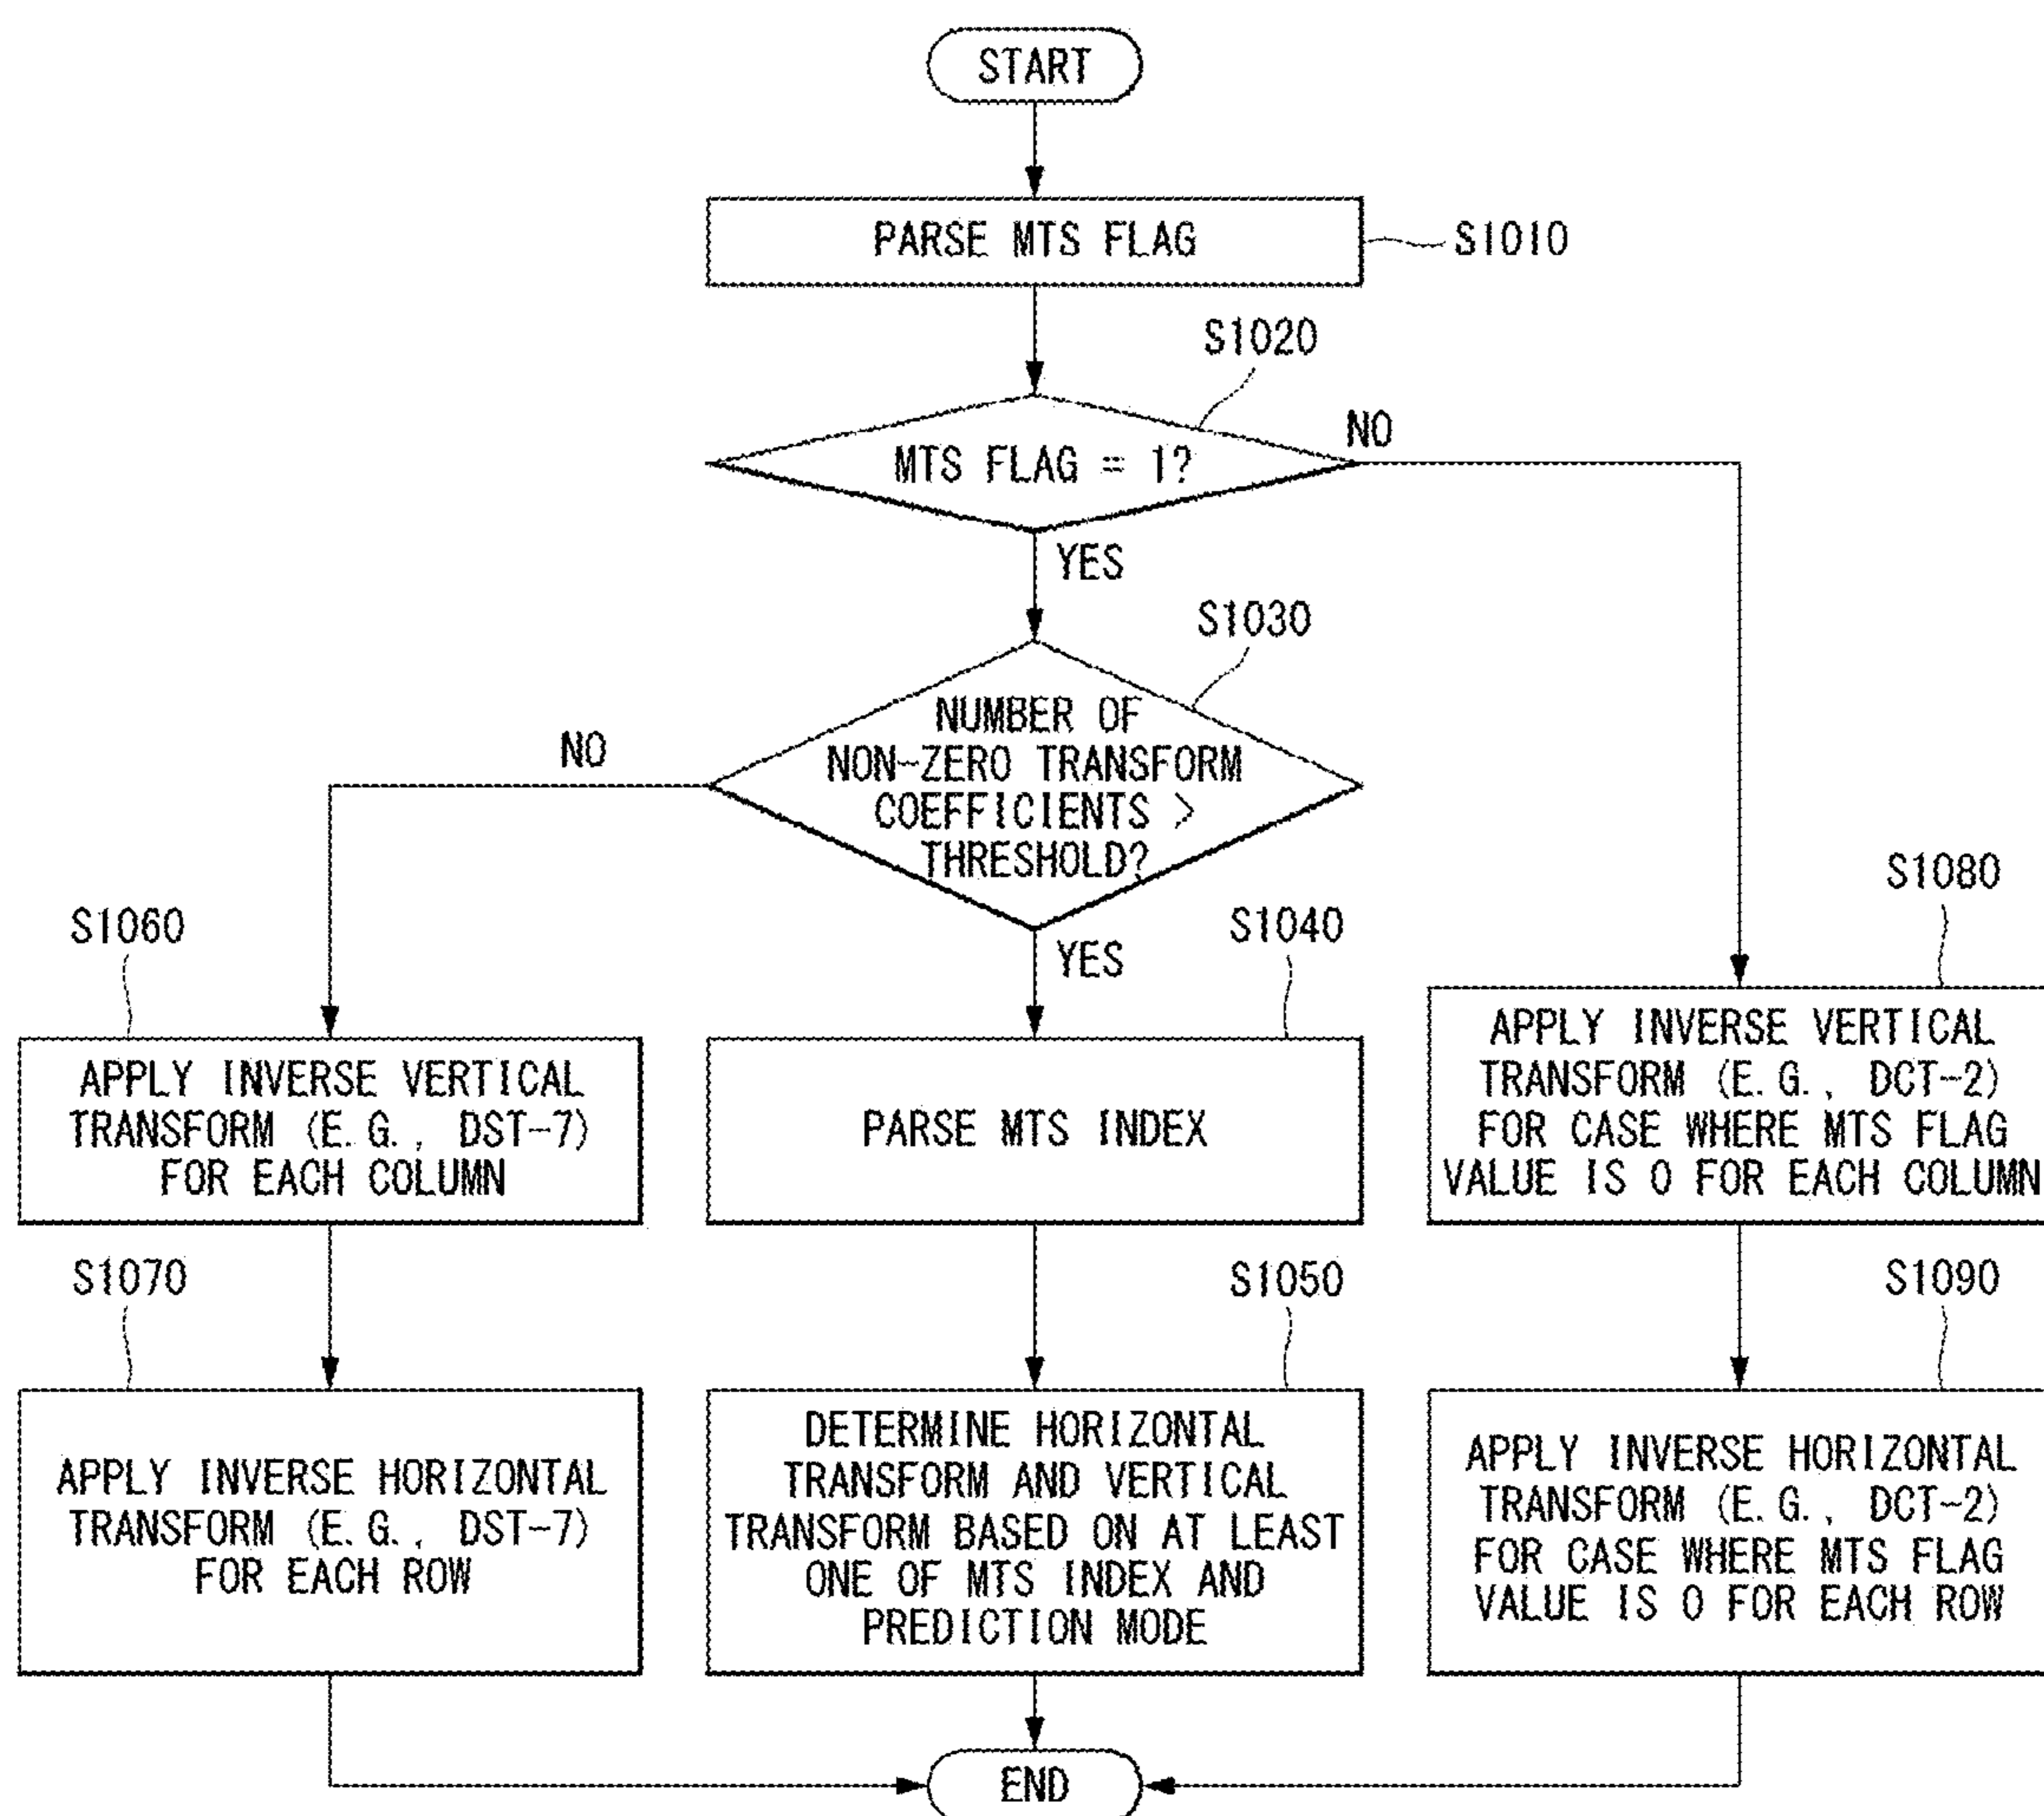 START
PARSE MTS FLAG
S1010
S1020
MTS FLAG = 1?
NO
YES
S1030
NUMBER OF
NON-ZERO TRANSFORM
COEFFICIENTS >
THRESHOLD?
NO
YES
S1060
APPLY INVERSE VERTICAL
TRANSFORM (E.G., DST-7)
FOR EACH COLUMN
S1040
PARSE MTS INDEX
S1080
APPLY INVERSE VERTICAL
TRANSFORM (E.G., DCT-2)
FOR CASE WHERE MTS FLAG
VALUE IS 0 FOR EACH COLUMN
S1070
APPLY INVERSE HORIZONTAL
TRANSFORM (E.G., DST-7)
FOR EACH ROW
S1050
DETERMINE HORIZONTAL
TRANSFORM AND VERTICAL
TRANSFORM BASED ON AT LEAST
ONE OF MTS INDEX AND
PREDICTION MODE
S1090
APPLY INVERSE HORIZONTAL
TRANSFORM (E.G., DCT-2)
FOR CASE WHERE MTS FLAG
VALUE IS 0 FOR EACH ROW
END